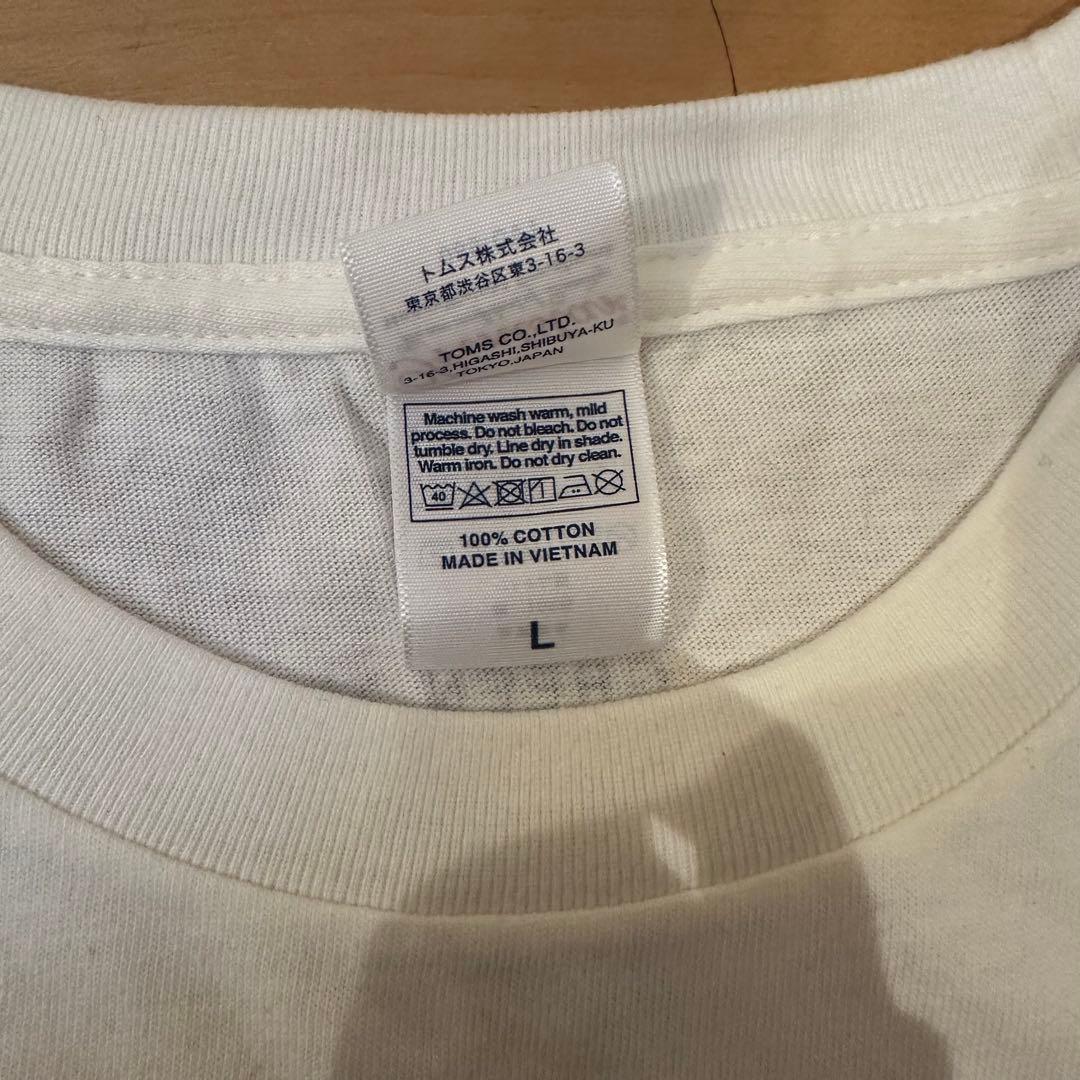 トムス株式会社
東京都渋谷区東3-16-3
TOMS CO.,LTD.
3-16-3,HIGASHI,SHIBUYA-KU
TOKYO,JAPAN
Machine wash warm, mild
process. Do not bleach. Do not
tumble dry. Line dry in shade.
Warm iron. Do not dry clean.
40
100% COTTON
MADE IN VIETNAM
L